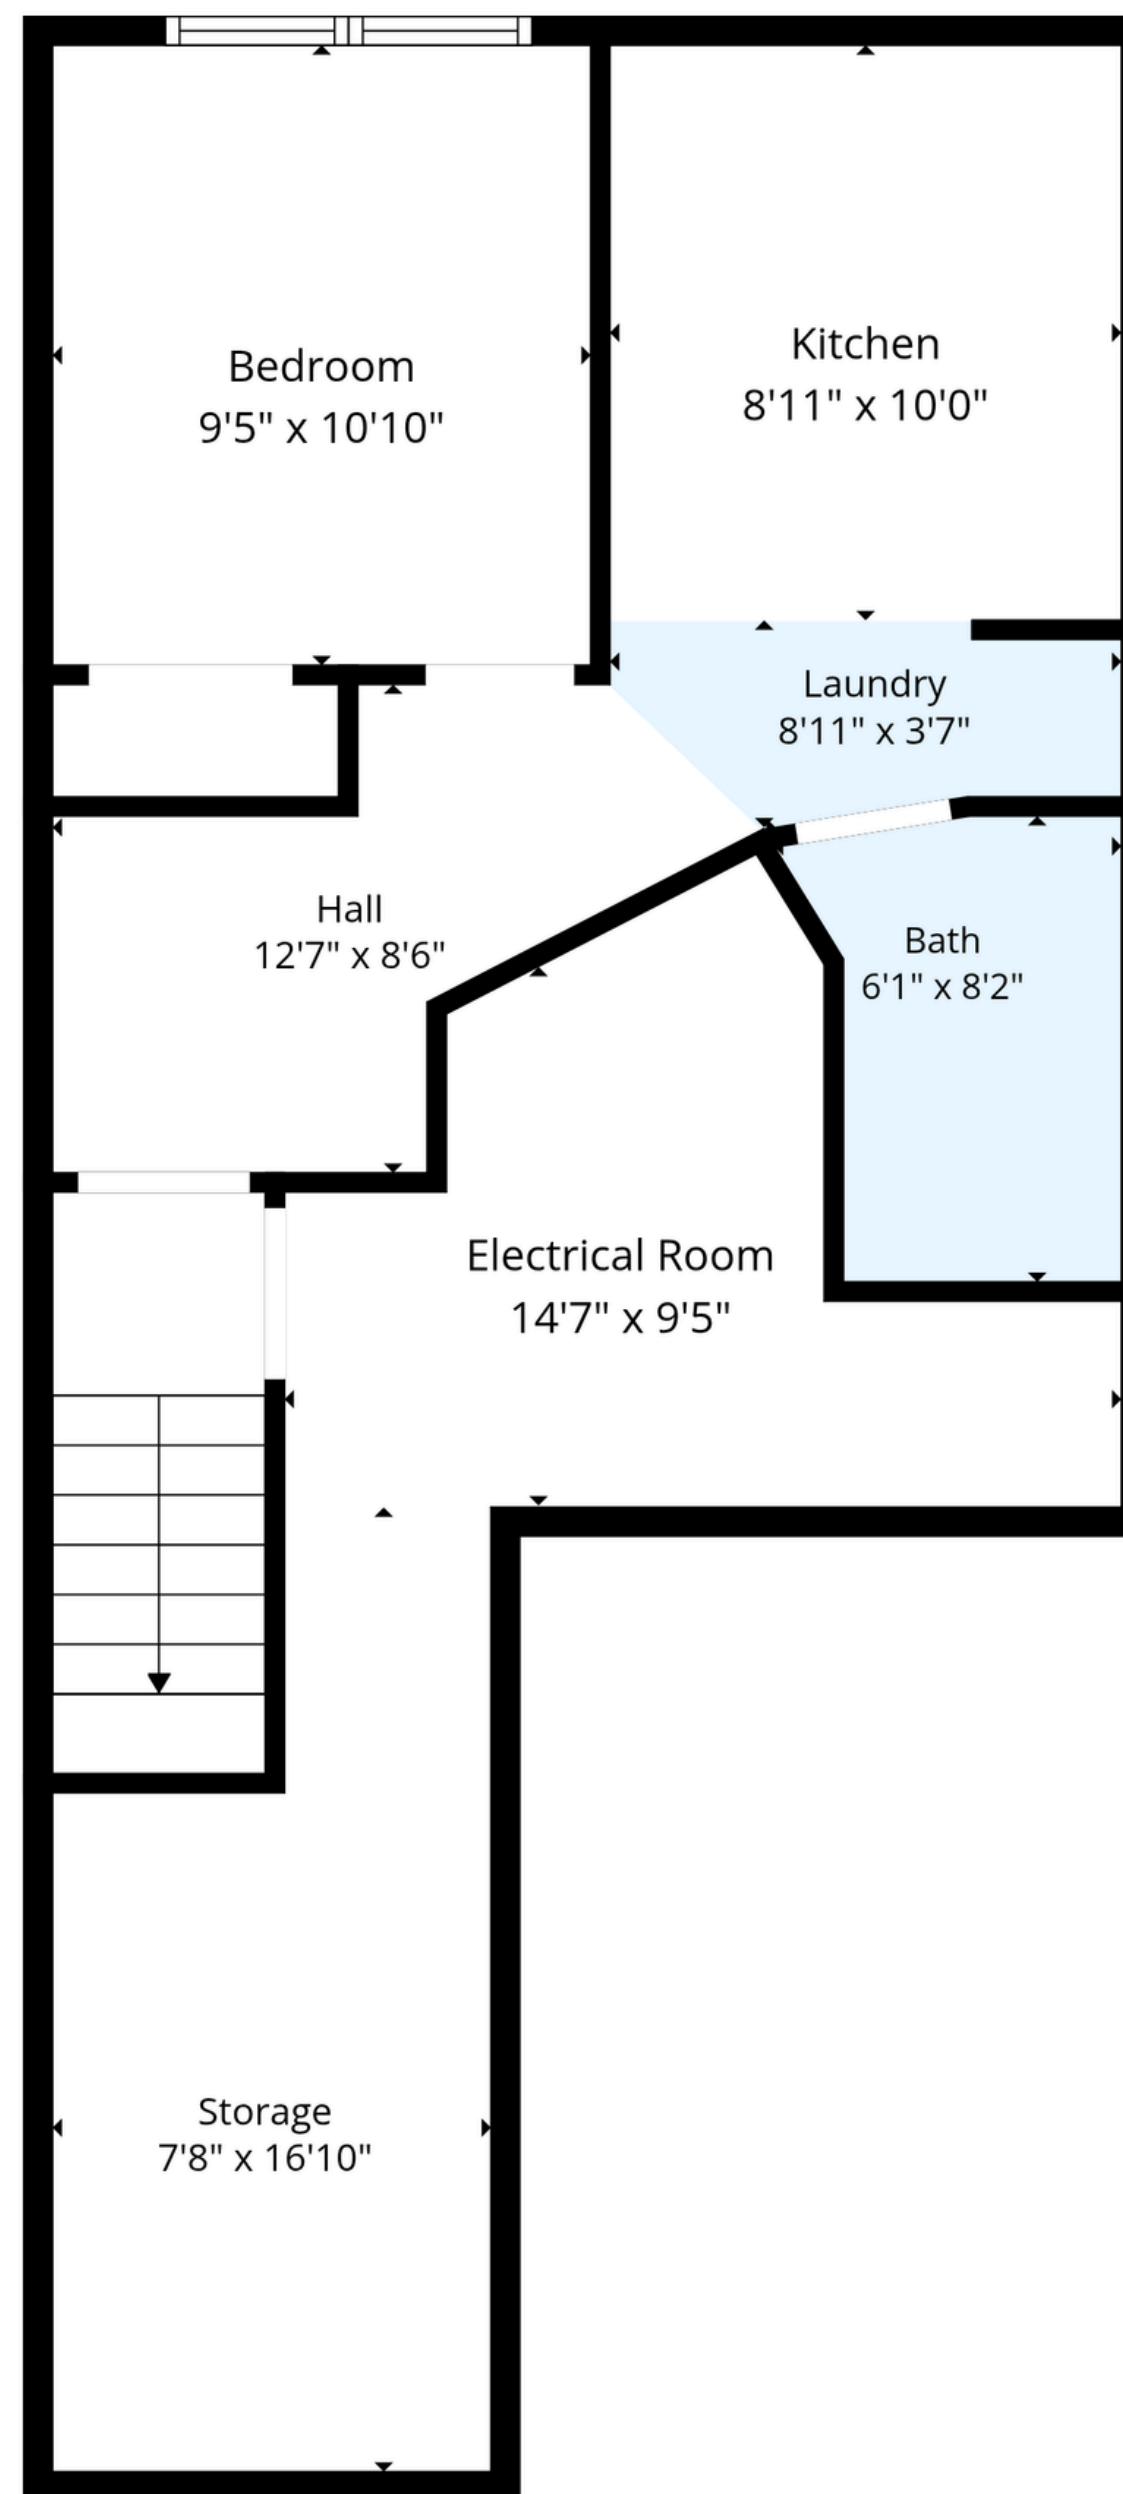 Bedroom
9'5" x 10'10"
Kitchen
8'11" x 10'0"
Laundry
8'11" x 3'7"
Hall
12'7" x 8'6"
Bath
6'1" x 8'2"
Electrical Room
14'7" x 9'5"
Storage
7'8" x 16'10"